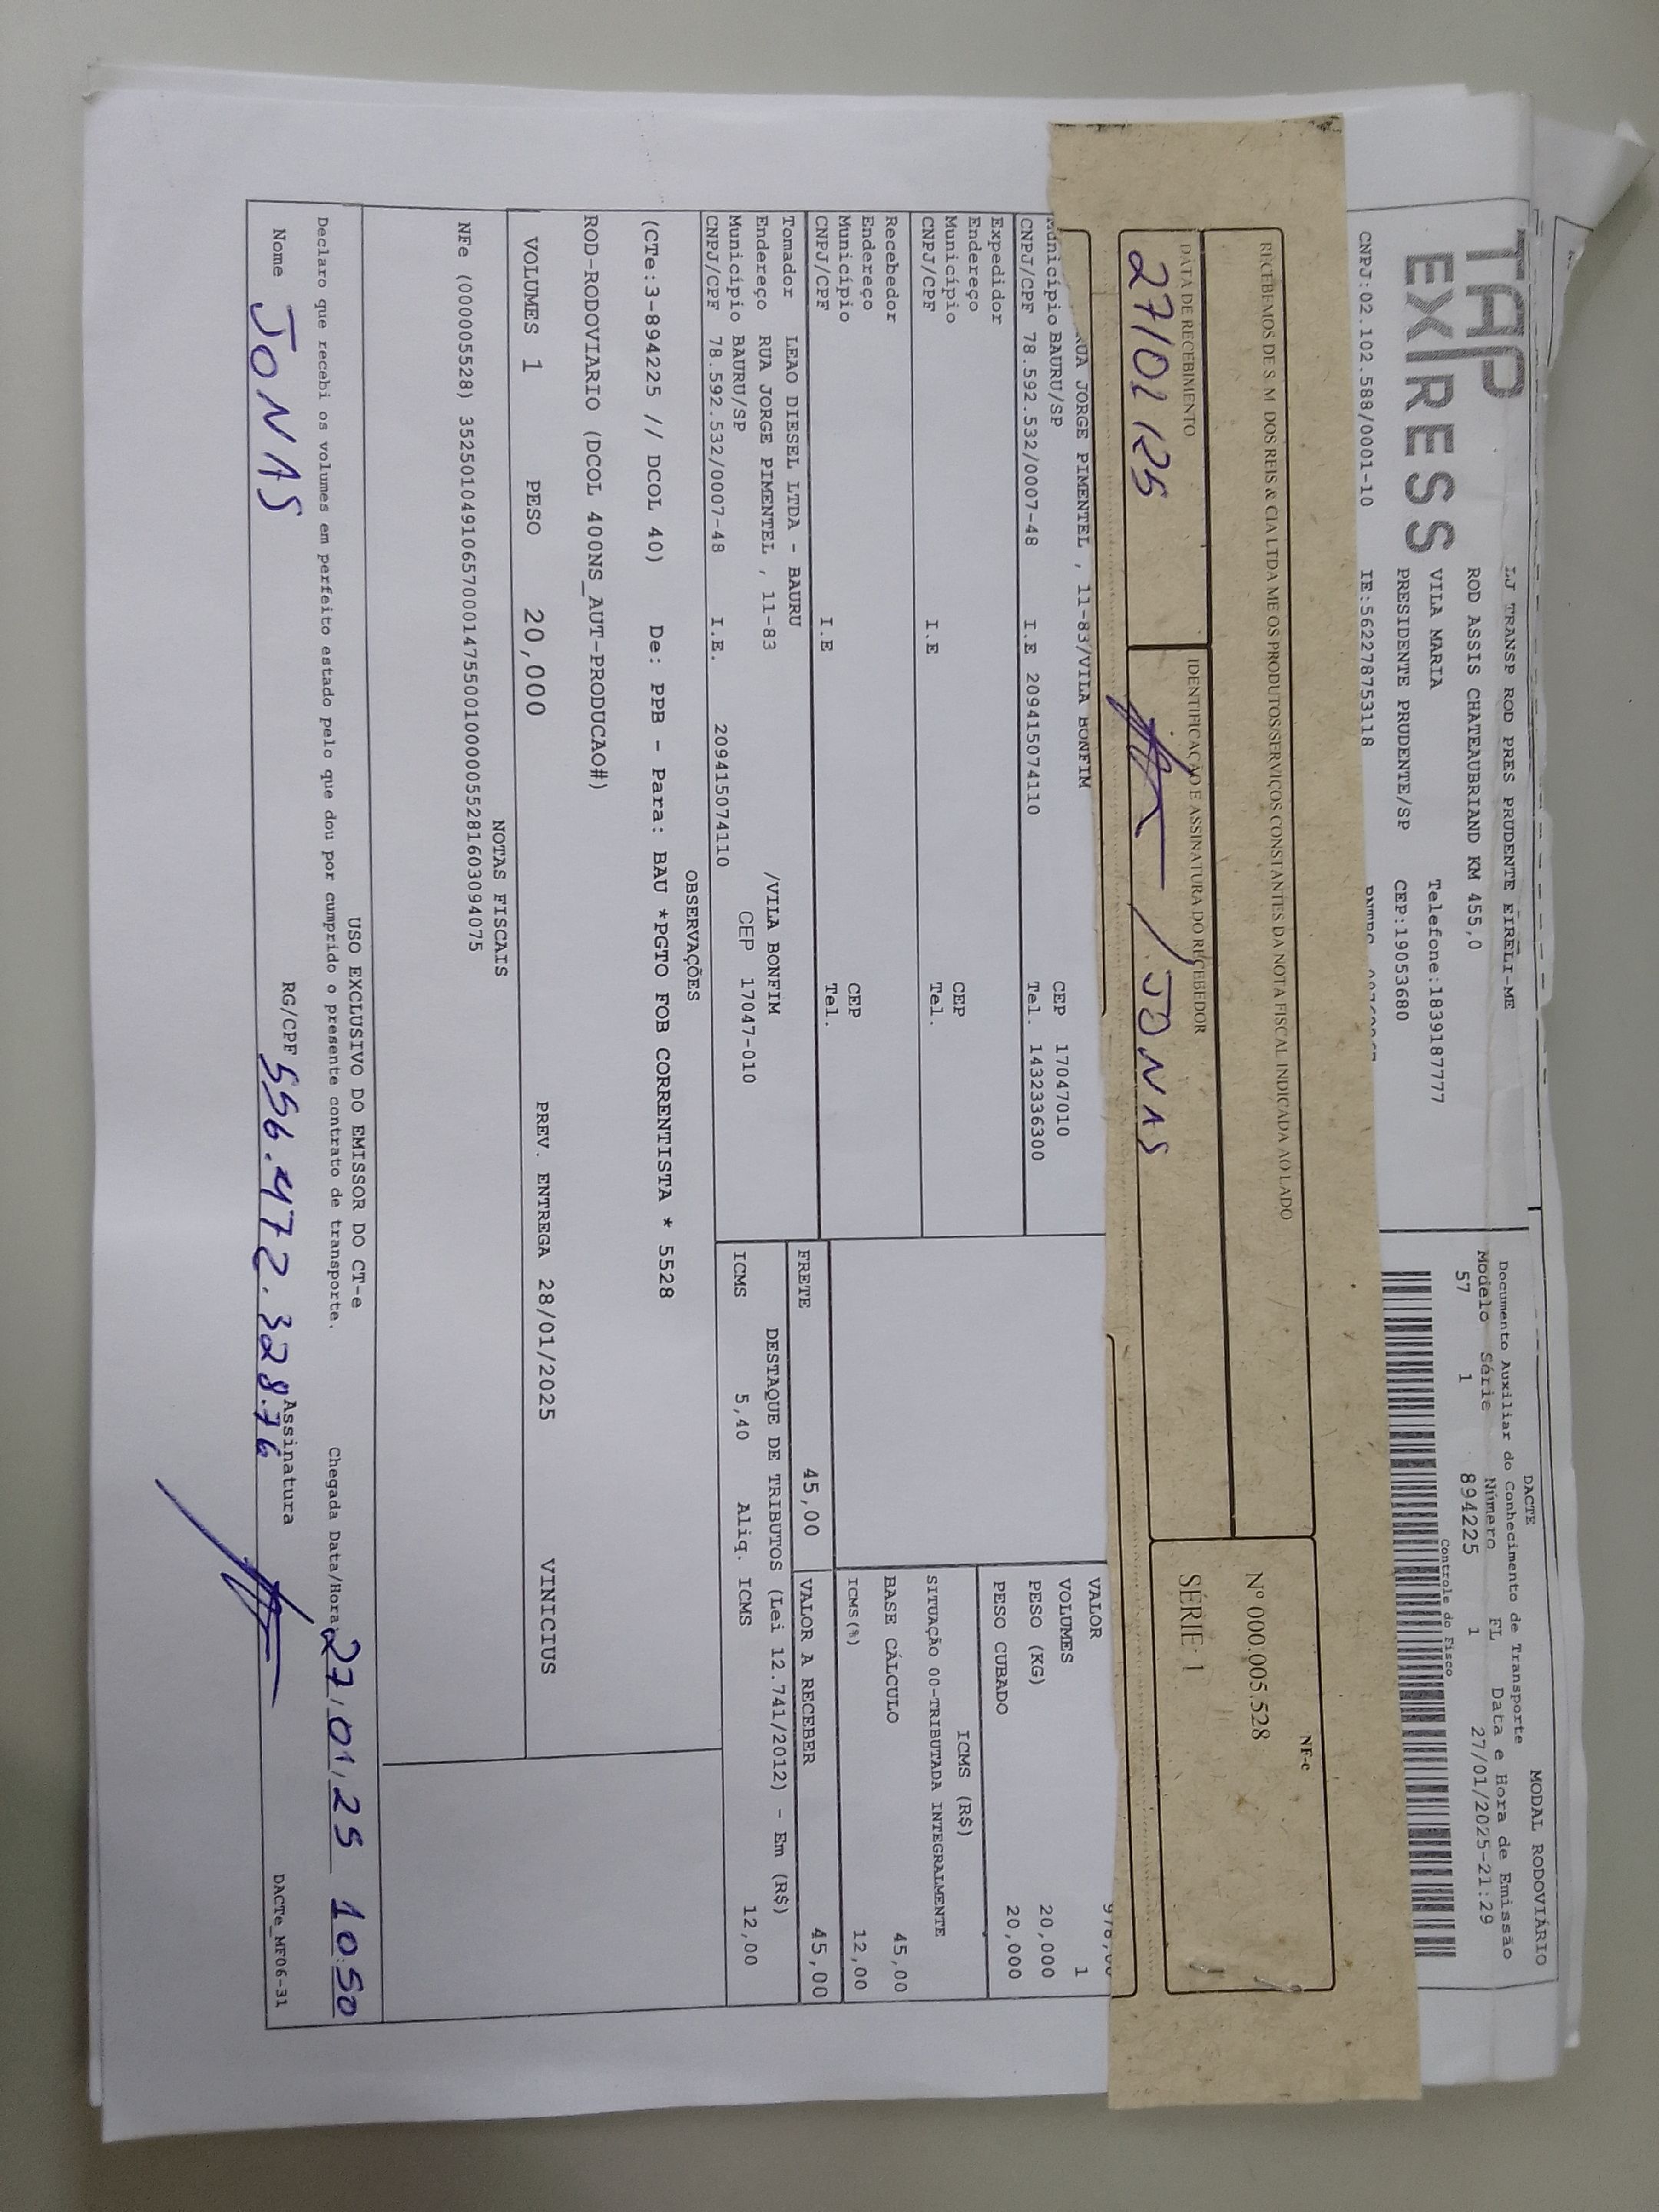 TAP
EXPRESS
LJ TRANSP ROD PRES PRUDENTE EIRELI-ME
ROD ASSIS CHATEAUBRIAND KM 455,0
VILA MARIA Telefone:1839187777
PRESIDENTE PRUDENTE/SP CEP:19053680
CNPJ:02.102.588/0001-10 IE:562278753118
DACTE
Documento Auxiliar do Conhecimento de Transporte
MODAL RODOVIÁRIO
Modelo Série Número FL Data e Hora de Emissão
57 1 894225 1 27/01/2025-21:29
Controle do Fisco
RECEBEMOS DE S. M DOS REIS & CIA LTDA ME OS PRODUTOS/SERVIÇOS CONSTANTES DA NOTA FISCAL INDICADA AO LADO
DATA DE RECEBIMENTO IDENTIFICAÇÃO E ASSINATURA DO RECEBEDOR
27/01/25 / JONAS
NF-e
Nº 000.005.528
SÉRIE 1
RUA JORGE PIMENTEL , 11-83/VILA BONFIM
Município BAURU/SP CEP 17047010
CNPJ/CPF 78.592.532/0007-48 I.E 209415074110 Tel. 1432336300
Expedidor
Endereço
Município CEP
CNPJ/CPF I.E Tel.
Recebedor
Endereço
Município CEP
CNPJ/CPF I.E Tel.
VALOR
VOLUMES 1
PESO (KG) 20,000
PESO CUBADO 20,000
ICMS (R$)
SITUAÇÃO 00-TRIBUTADA INTEGRALMENTE
BASE CÁLCULO 45,00
ICMS(%) 12,00
Tomador LEAO DIESEL LTDA - BAURU
Endereço RUA JORGE PIMENTEL , 11-83 /VILA BONFIM
Município BAURU/SP CEP 17047-010
CNPJ/CPF 78.592.532/0007-48 I.E. 209415074110
FRETE 45,00 VALOR A RECEBER 45,00
DESTAQUE DE TRIBUTOS (Lei 12.741/2012) - Em (R$)
ICMS 5,40 Aliq. ICMS 12,00
OBSERVAÇÕES
(CTe:3-894225 // DCOL 40) De: PPB - Para: BAU *PGTO FOB CORRENTISTA * 5528
ROD-RODOVIARIO (DCOL 400NS_AUT-PRODUCAO#)
VOLUMES 1 PESO 20,000 PREV. ENTREGA 28/01/2025 VINICIUS
NOTAS FISCAIS
NFe (000005528) 35250104910657000147550010000055281603094075
USO EXCLUSIVO DO EMISSOR DO CT-e
Declaro que recebi os volumes em perfeito estado pelo que dou por cumprido o presente contrato de transporte. Chegada Data/Hora 27/01/25 10:50
Nome JONAS RG/CPF 556.472.328.76 Assinatura
DACTe_MF06-31